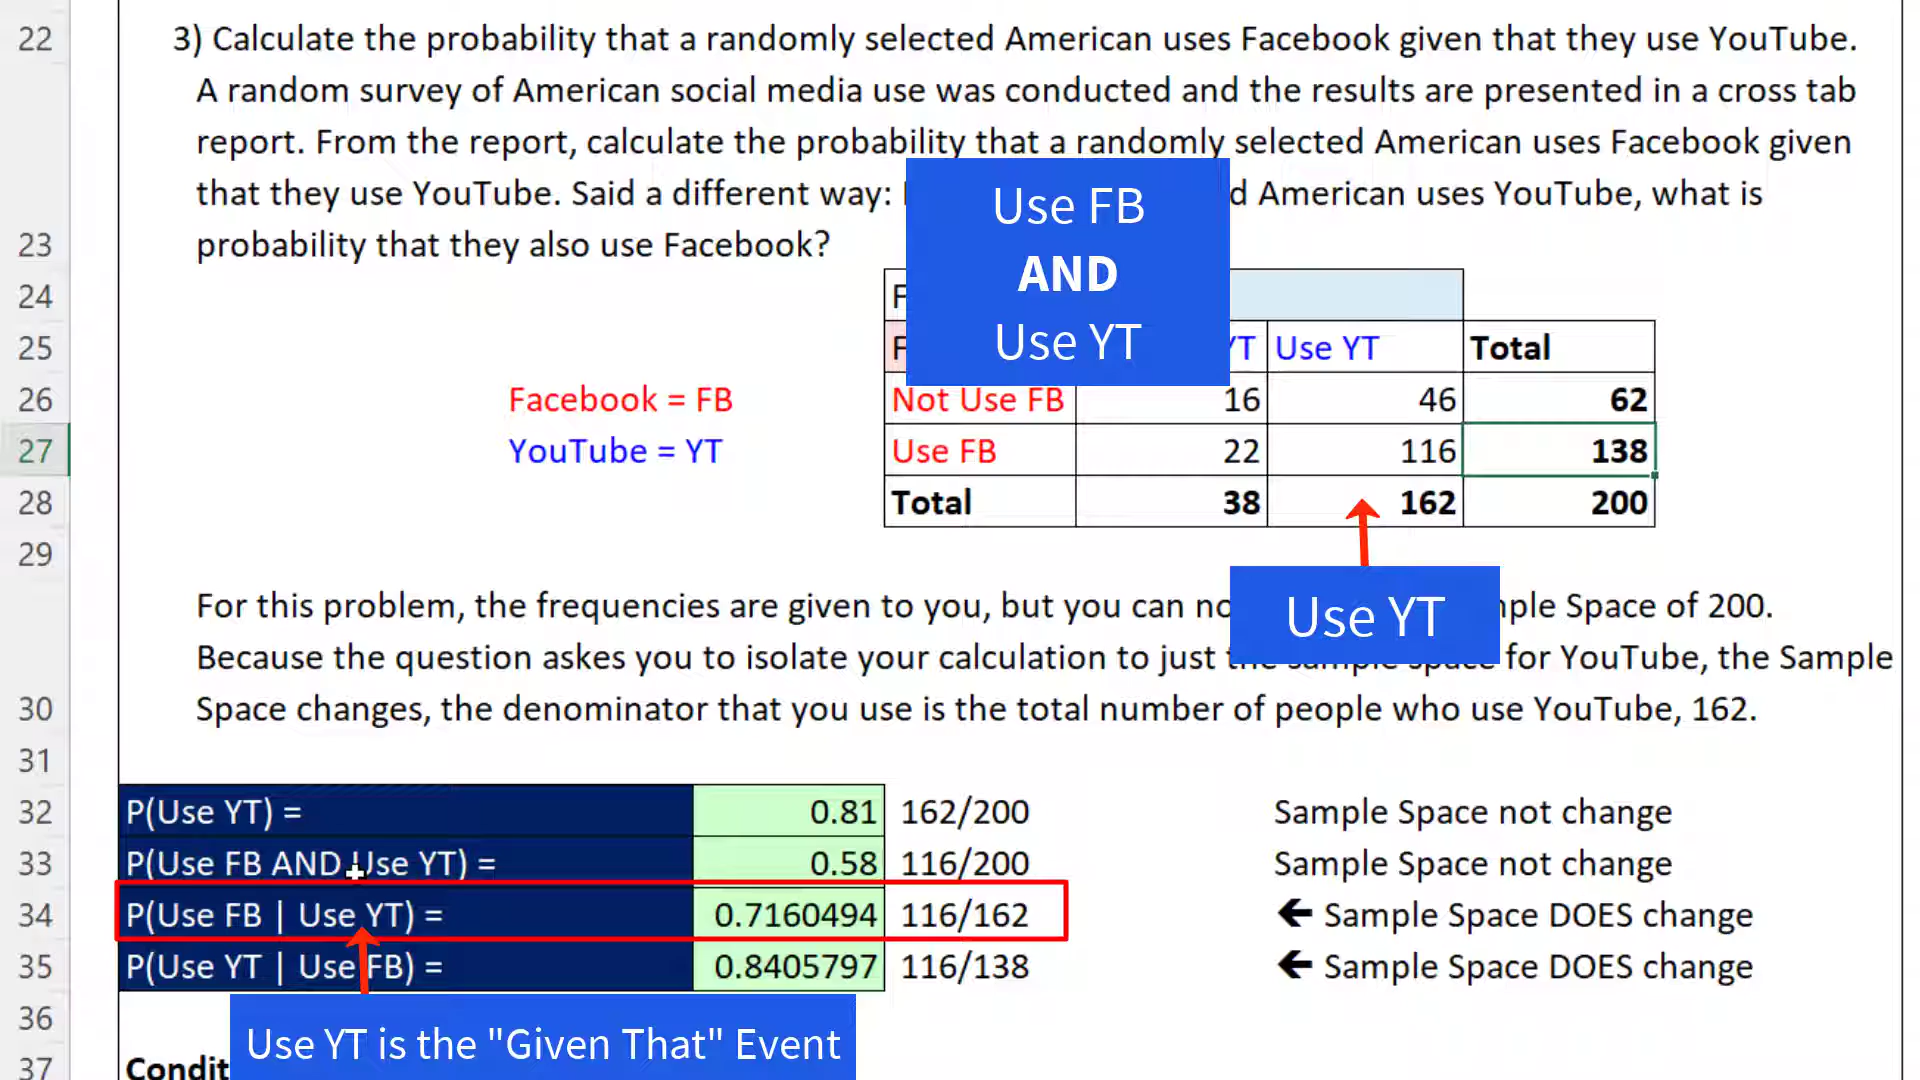 22 3) Calculate the probability that a randomly selected American uses Facebook given that they use YouTube.
A random survey of American social media use was conducted and the results are presented in a cross tab
report. From the report, calculate the probability that a randomly selected American uses Facebook given
that they use YouTube. Said a different way: d American uses YouTube, what is
23 probability that they also use Facebook?
Use FB
AND
Use YT
24 F
25 F YT Use YT Total
26 Facebook = FB Not Use FB 16 46 62
27 YouTube = YT Use FB 22 116 138
28 Total 38 162 200
29
Use YT
For this problem, the frequencies are given to you, but you can no mple Space of 200.
Because the question asks you to isolate your calculation to just the sample space for YouTube, the Sample
30 Space changes, the denominator that you use is the total number of people who use YouTube, 162.
31
32 P(Use YT) = 0.81 162/200 Sample Space not change
33 P(Use FB AND Use YT) = 0.58 116/200 Sample Space not change
34 P(Use FB | Use YT) = 0.7160494 116/162 🡰 Sample Space DOES change
35 P(Use YT | Use FB) = 0.8405797 116/138 🡰 Sample Space DOES change
36
Use YT is the "Given That" Event
37 Condit